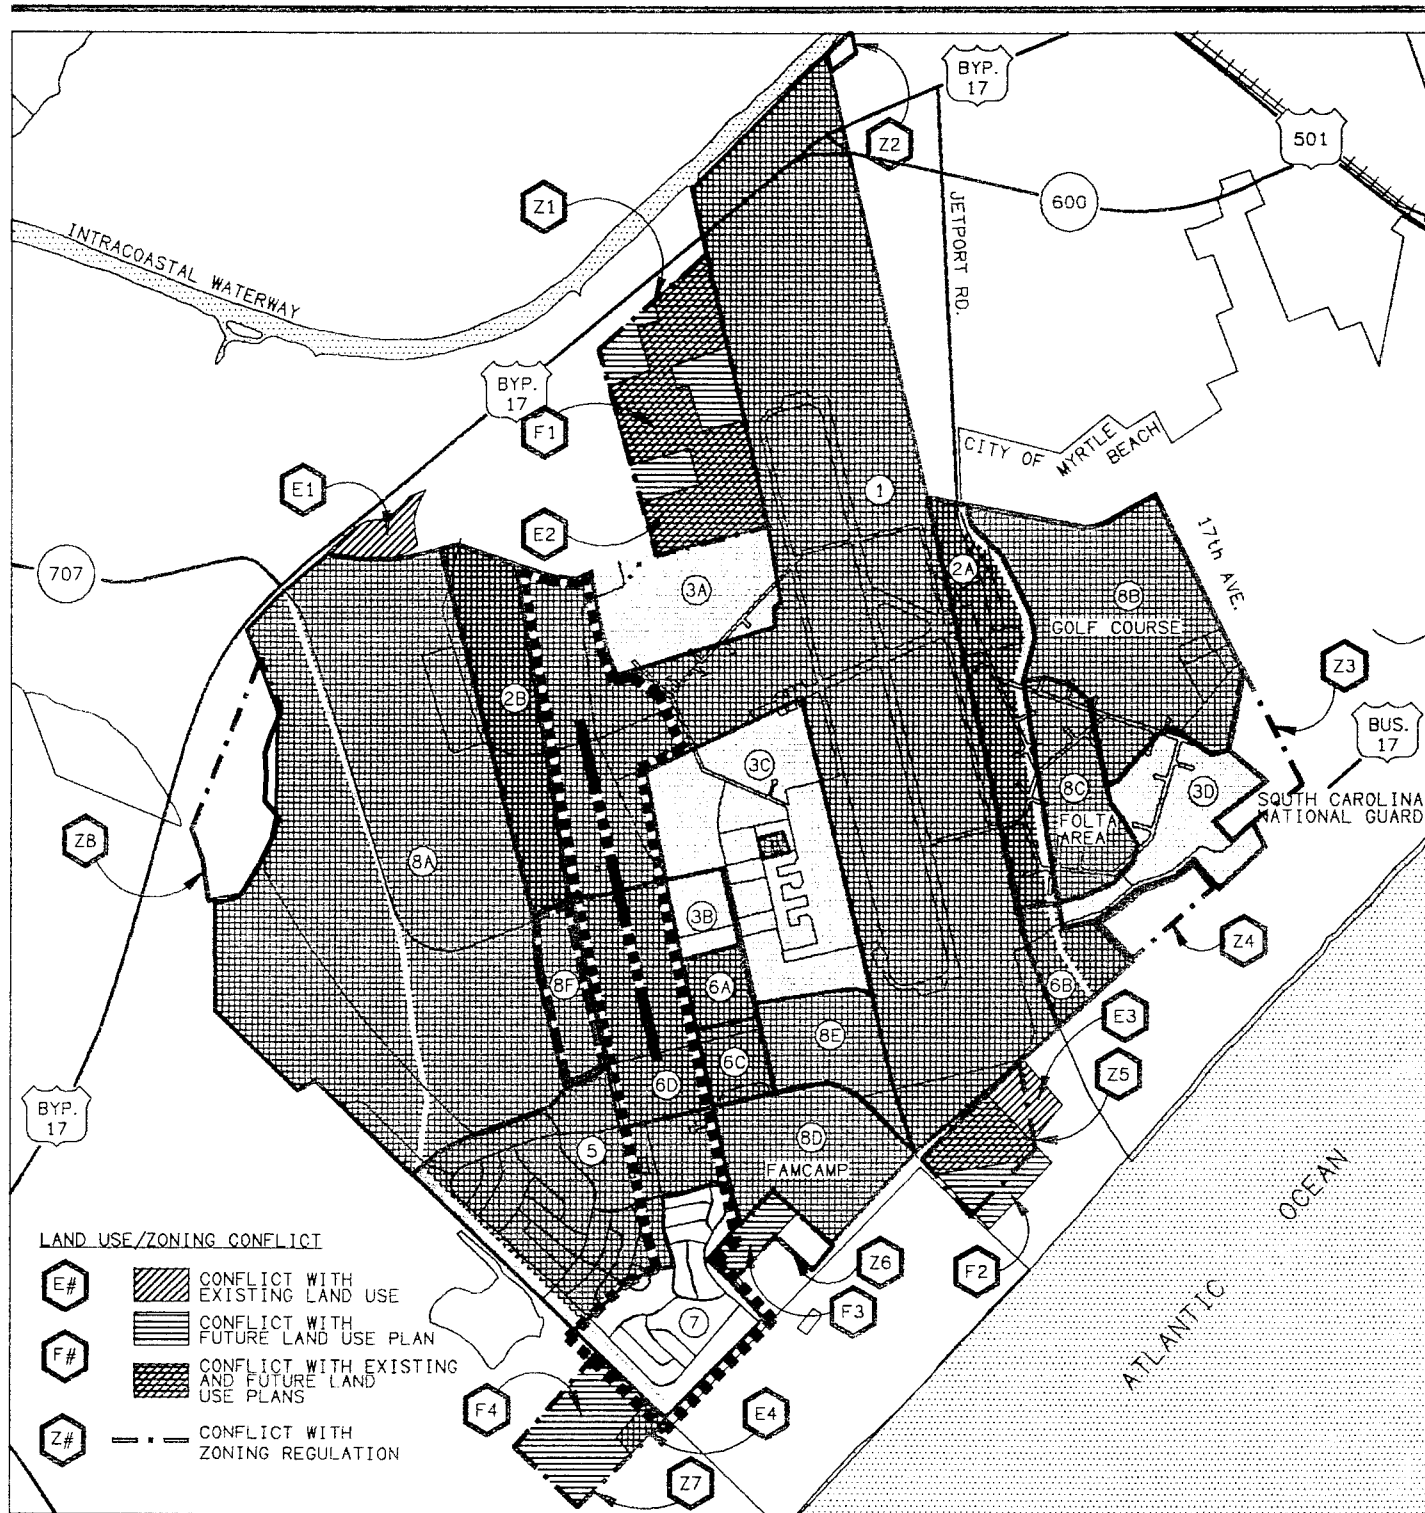 BYP.
17
501
Z2
Z1
600
JETPORT RD.
INTRACOASTAL WATERWAY
BYP.
17
F1
CITY OF MYRTLE
BEACH
E1
1
E2
17th AVE.
707
2A
3A
8B
GOLF COURSE
Z3
2B
BUS.
17
3C
8C
3D
SOUTH CAROLINA
NATIONAL GUARD
FOLTA
AREA
Z8
8A
3B
Z4
8F
6A
6B
E3
8E
6C
Z5
6D
BYP.
17
8D
5
FAMCAMP
OCEAN
LAND USE/ZONING CONFLICT
Z6
F2
E#
CONFLICT WITH
EXISTING LAND USE
F3
7
CONFLICT WITH
FUTURE LAND USE PLAN
F#
ATLANTIC
CONFLICT WITH EXISTING
AND FUTURE LAND
USE PLANS
F4
E4
Z#
CONFLICT WITH
ZONING REGULATION
Z7